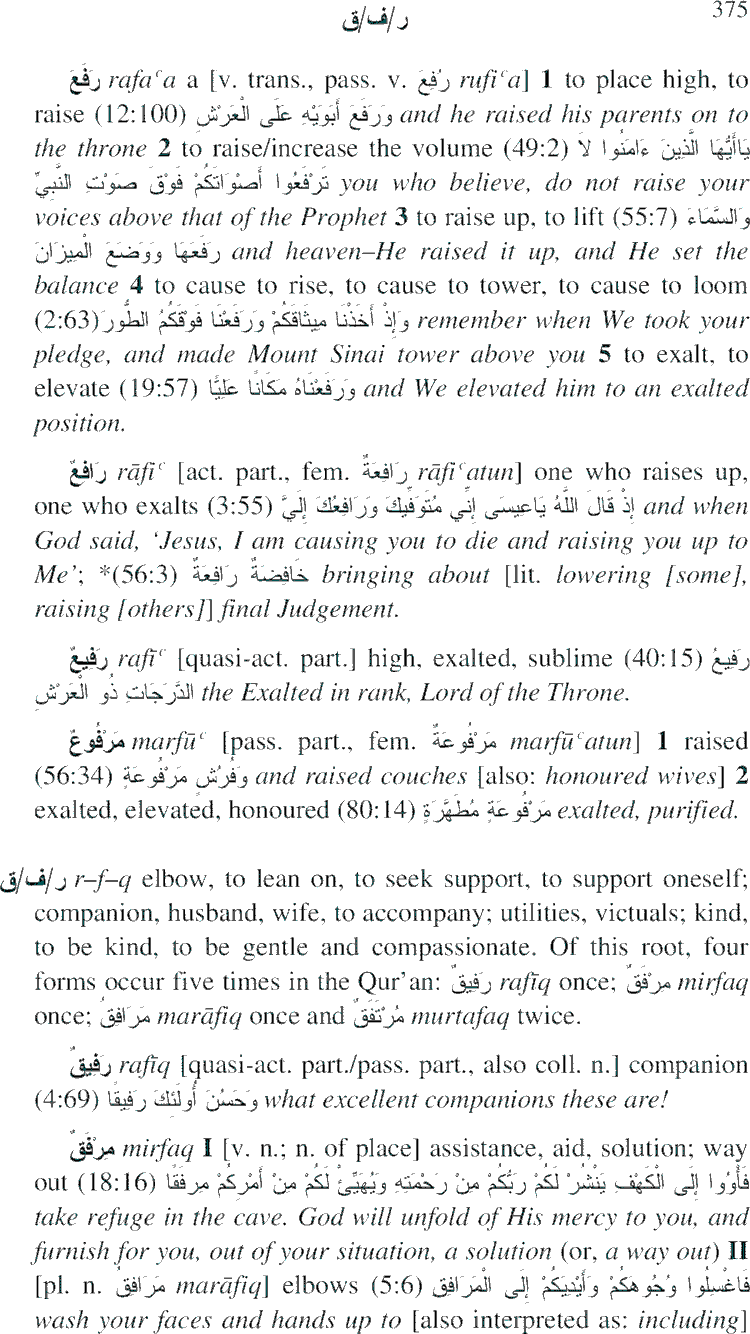 ر/ف/ق 375
رَفَعَ rafaʿa a [v. trans., pass. v. رُفِعَ rufiʿa] 1 to place high, to
raise (12:100) وَرَفَعَ أَبَوَيْهِ عَلَى الْعَرْشِ and he raised his parents on to
the throne 2 to raise/increase the volume (49:2) يَاأَيُّهَا الَّذِينَ ءَامَنُوا لَا
تَرْفَعُوا أَصْوَاتَكُمْ فَوْقَ صَوْتِ النَّبِيِّ you who believe, do not raise your
voices above that of the Prophet 3 to raise up, to lift (55:7) وَالسَّمَاءَ
رَفَعَهَا وَوَضَعَ الْمِيزَانَ and heaven–He raised it up, and He set the
balance 4 to cause to rise, to cause to tower, to cause to loom
(2:63) وَإِذْ أَخَذْنَا مِيثَاقَكُمْ وَرَفَعْنَا فَوْقَكُمُ الطُّورَ remember when We took your
pledge, and made Mount Sinai tower above you 5 to exalt, to
elevate (19:57) وَرَفَعْنَاهُ مَكَانًا عَلِيًّا and We elevated him to an exalted
position.
رَافِعٌ rāfiʿ [act. part., fem. رَافِعَةٌ rāfiʿatun] one who raises up,
one who exalts (3:55) إِذْ قَالَ اللَّهُ يَاعِيسَى إِنِّي مُتَوَفِّيكَ وَرَافِعُكَ إِلَيَّ and when
God said, ‘Jesus, I am causing you to die and raising you up to
Me’; *(56:3) خَافِضَةٌ رَافِعَةٌ bringing about [lit. lowering [some],
raising [others]] final Judgement.
رَفِيعٌ rafīʿ [quasi-act. part.] high, exalted, sublime (40:15) رَفِيعُ
الدَّرَجَاتِ ذُو الْعَرْشِ the Exalted in rank, Lord of the Throne.
مَرْفُوعٌ marfūʿ [pass. part., fem. مَرْفُوعَةٌ marfūʿatun] 1 raised
(56:34) وَفُرُشٍ مَرْفُوعَةٍ and raised couches [also: honoured wives] 2
exalted, elevated, honoured (80:14) مَرْفُوعَةٍ مُطَهَّرَةٍ exalted, purified.
ر/ف/ق r–f–q elbow, to lean on, to seek support, to support oneself;
companion, husband, wife, to accompany; utilities, victuals; kind,
to be kind, to be gentle and compassionate. Of this root, four
forms occur five times in the Qur’an: رَفِيقٌ rafīq once; مِرْفَقٌ mirfaq
once; مَرَافِقُ marāfiq once and مُرْتَفَقٌ murtafaq twice.
رَفِيقٌ rafīq [quasi-act. part./pass. part., also coll. n.] companion
(4:69) وَحَسُنَ أُولَئِكَ رَفِيقًا what excellent companions these are!
مِرْفَقٌ mirfaq I [v. n.; n. of place] assistance, aid, solution; way
out (18:16) فَأْوُوا إِلَى الْكَهْفِ يَنْشُرْ لَكُمْ رَبُّكُمْ مِنْ رَحْمَتِهِ وَيُهَيِّئْ لَكُمْ مِنْ أَمْرِكُمْ مِرفَقًا
take refuge in the cave. God will unfold of His mercy to you, and
furnish for you, out of your situation, a solution (or, a way out) II
[pl. n. مَرَافِقُ marāfiq] elbows (5:6) فَاغْسِلُوا وُجُوهَكُمْ وَأَيْدِيَكُمْ إِلَى الْمَرَافِقِ
wash your faces and hands up to [also interpreted as: including]